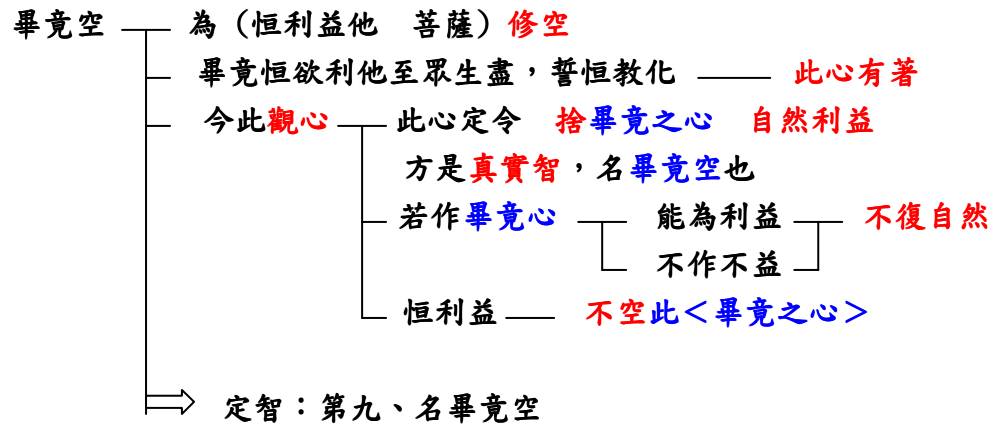 畢竟空 為（恒利益他 菩薩）修空
畢竟恒欲利他至眾生盡，誓恒教化 此心有著
今此觀心 此心定令 捨畢竟之心 自然利益
方是真實智，名畢竟空也
若作畢竟心 能為利益 不復自然
不作不益
恒利益 不空此＜畢竟之心＞
定智：第九、名畢竟空